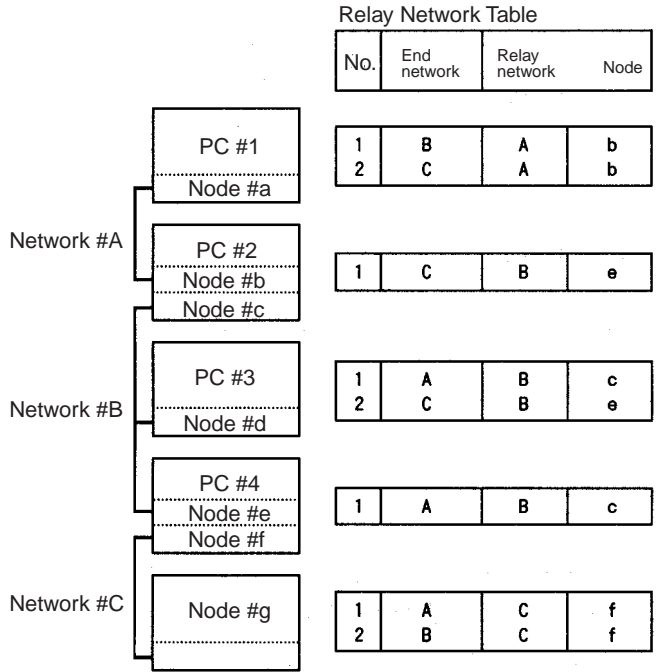 Relay Network Table
No. End network Relay network Node
PC #1
Node #a
1 B A b
2 C A b
Network #A
PC #2
Node #b
Node #c
1 C B e
Network #B
PC #3
Node #d
1 A B c
2 C B e
PC #4
Node #e
Node #f
1 A B c
Network #C
Node #g
1 A C f
2 B C f